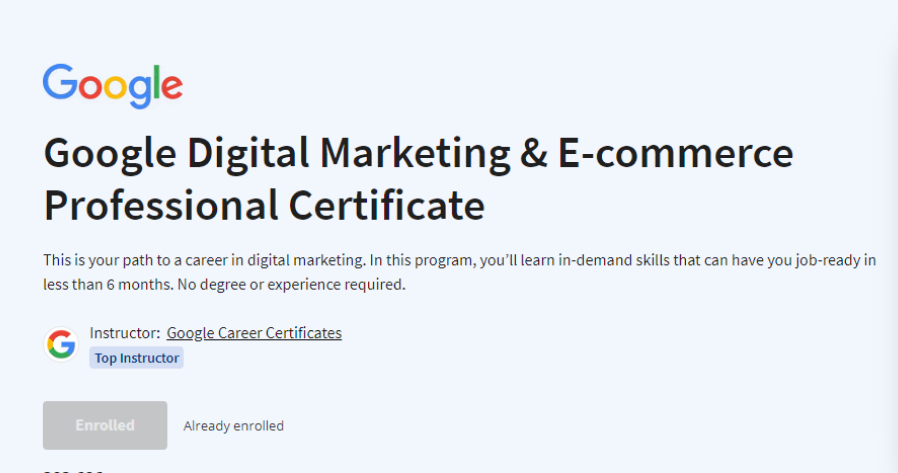 Google
Google Digital Marketing & E-commerce
Professional Certificate
This is your path to a career in digital marketing. In this program, you’ll learn in-demand skills that can have you job-ready in
less than 6 months. No degree or experience required.
Instructor: Google Career Certificates
Top Instructor
Enrolled Already enrolled